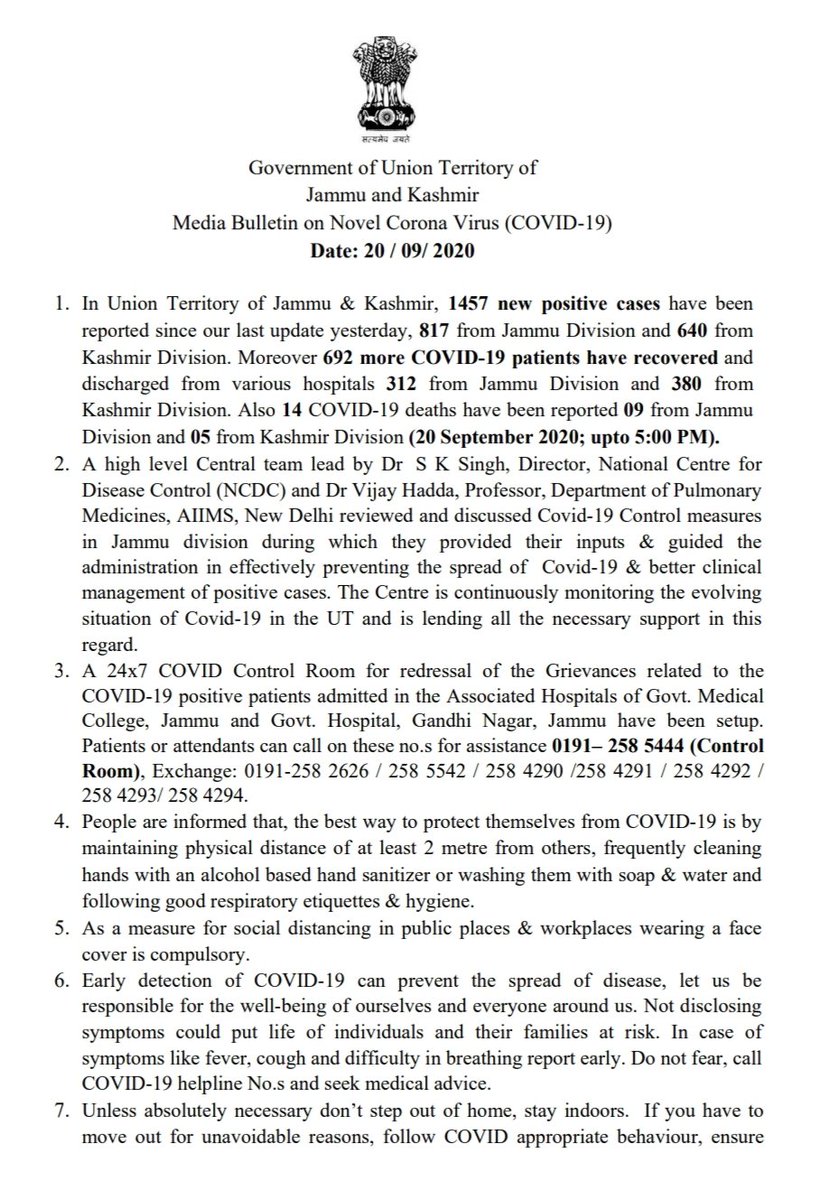 सत्यमेव जयते
Government of Union Territory of
Jammu and Kashmir
Media Bulletin on Novel Corona Virus (COVID-19)
Date: 20 / 09/ 2020
1. In Union Territory of Jammu & Kashmir, 1457 new positive cases have been
reported since our last update yesterday, 817 from Jammu Division and 640 from
Kashmir Division. Moreover 692 more COVID-19 patients have recovered and
discharged from various hospitals 312 from Jammu Division and 380 from
Kashmir Division. Also 14 COVID-19 deaths have been reported 09 from Jammu
Division and 05 from Kashmir Division (20 September 2020; upto 5:00 PM).
2. A high level Central team lead by Dr S K Singh, Director, National Centre for
Disease Control (NCDC) and Dr Vijay Hadda, Professor, Department of Pulmonary
Medicines, AIIMS, New Delhi reviewed and discussed Covid-19 Control measures
in Jammu division during which they provided their inputs & guided the
administration in effectively preventing the spread of Covid-19 & better clinical
management of positive cases. The Centre is continuously monitoring the evolving
situation of Covid-19 in the UT and is lending all the necessary support in this
regard.
3. A 24x7 COVID Control Room for redressal of the Grievances related to the
COVID-19 positive patients admitted in the Associated Hospitals of Govt. Medical
College, Jammu and Govt. Hospital, Gandhi Nagar, Jammu have been setup.
Patients or attendants can call on these no.s for assistance 0191– 258 5444 (Control
Room), Exchange: 0191-258 2626 / 258 5542 / 258 4290 /258 4291 / 258 4292 /
258 4293/ 258 4294.
4. People are informed that, the best way to protect themselves from COVID-19 is by
maintaining physical distance of at least 2 metre from others, frequently cleaning
hands with an alcohol based hand sanitizer or washing them with soap & water and
following good respiratory etiquettes & hygiene.
5. As a measure for social distancing in public places & workplaces wearing a face
cover is compulsory.
6. Early detection of COVID-19 can prevent the spread of disease, let us be
responsible for the well-being of ourselves and everyone around us. Not disclosing
symptoms could put life of individuals and their families at risk. In case of
symptoms like fever, cough and difficulty in breathing report early. Do not fear, call
COVID-19 helpline No.s and seek medical advice.
7. Unless absolutely necessary don’t step out of home, stay indoors. If you have to
move out for unavoidable reasons, follow COVID appropriate behaviour, ensure